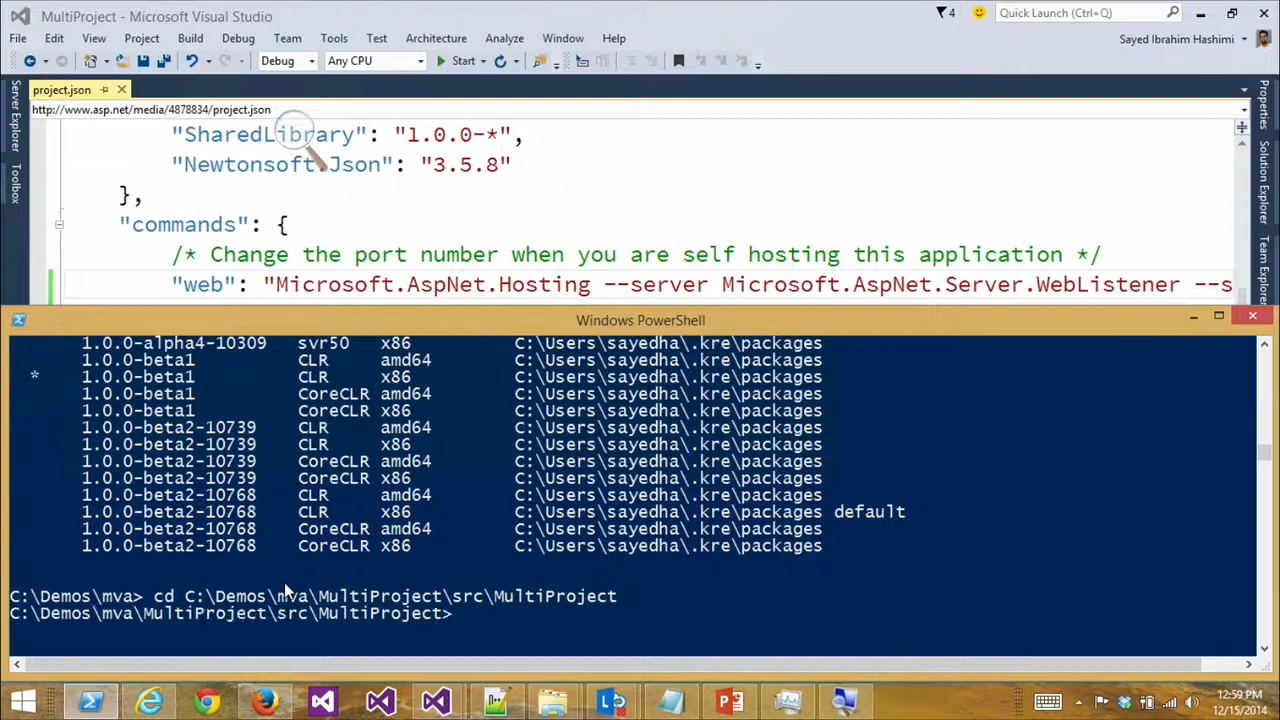 MultiProject - Microsoft Visual Studio
4
Quick Launch (Ctrl+Q)
File Edit View Project Build Debug Team Tools Test Architecture Analyze Window Help
Sayed Ibrahim Hashimi
Debug Any CPU Start
project.json
http://www.asp.net/media/4878834/project.json
Server Explorer
Toolbox
Properties
Solution Explorer
Team Explorer
"SharedLibrary": "1.0.0-*",
"Newtonsoft.Json": "3.5.8"
},
"commands": {
/* Change the port number when you are self hosting this application */
"web": "Microsoft.AspNet.Hosting --server Microsoft.AspNet.Server.WebListener --s
Windows PowerShell
1.0.0-alpha4-10309 svr50 x86 C:\Users\sayedha\.kre\packages
1.0.0-beta1 CLR amd64 C:\Users\sayedha\.kre\packages
* 1.0.0-beta1 CLR x86 C:\Users\sayedha\.kre\packages
1.0.0-beta1 CoreCLR amd64 C:\Users\sayedha\.kre\packages
1.0.0-beta1 CoreCLR x86 C:\Users\sayedha\.kre\packages
1.0.0-beta2-10739 CLR amd64 C:\Users\sayedha\.kre\packages
1.0.0-beta2-10739 CLR x86 C:\Users\sayedha\.kre\packages
1.0.0-beta2-10739 CoreCLR amd64 C:\Users\sayedha\.kre\packages
1.0.0-beta2-10739 CoreCLR x86 C:\Users\sayedha\.kre\packages
1.0.0-beta2-10768 CLR amd64 C:\Users\sayedha\.kre\packages
1.0.0-beta2-10768 CLR x86 C:\Users\sayedha\.kre\packages default
1.0.0-beta2-10768 CoreCLR amd64 C:\Users\sayedha\.kre\packages
1.0.0-beta2-10768 CoreCLR x86 C:\Users\sayedha\.kre\packages
C:\Demos\mva> cd C:\Demos\mva\MultiProject\src\MultiProject
C:\Demos\mva\MultiProject\src\MultiProject>
12:59 PM
12/15/2014